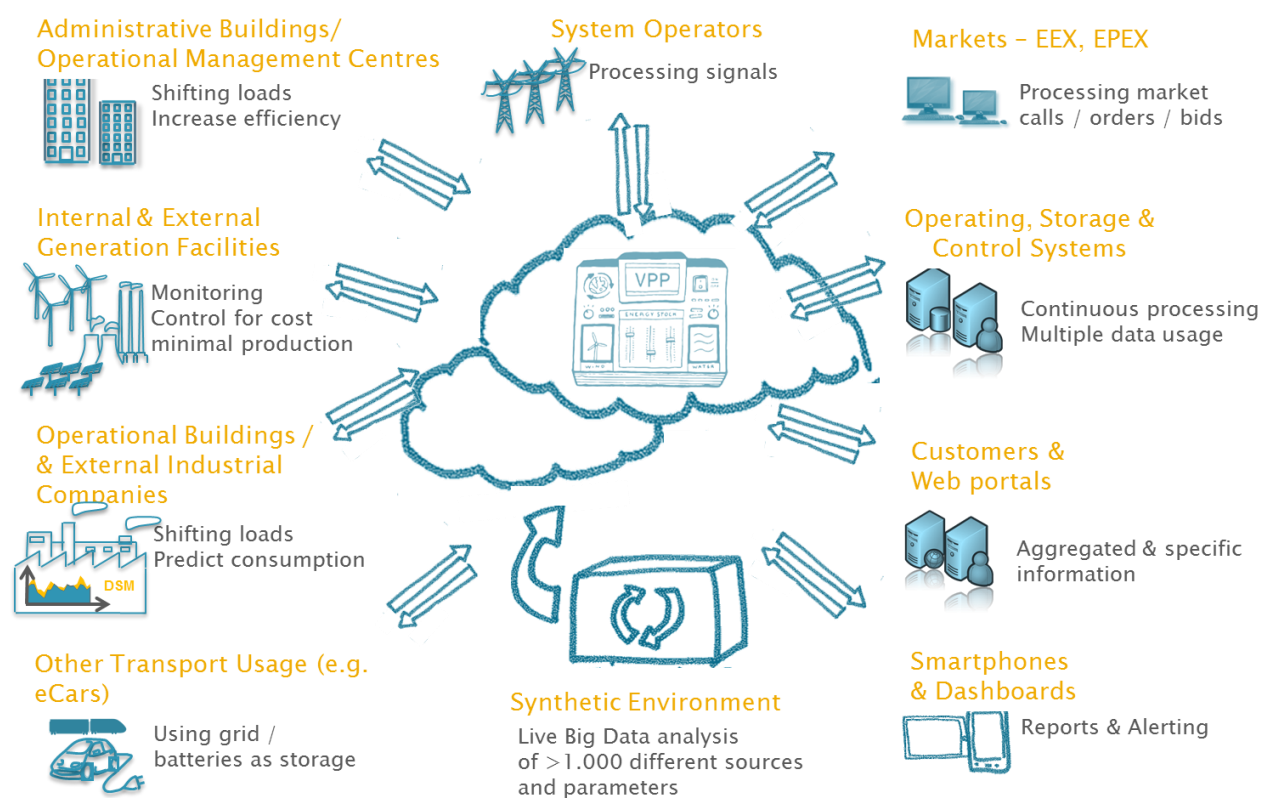 Administrative Buildings/
Operational Management Centres
Shifting loads
Increase efficiency
System Operators
Processing signals
Markets – EEX, EPEX
Processing market
calls / orders / bids
Internal & External
Generation Facilities
Monitoring
Control for cost
minimal production
VPP
ENERGY STOCK
WIND
WATER
Operating, Storage &
Control Systems
Continuous processing
Multiple data usage
Operational Buildings /
& External Industrial
Companies
Shifting loads
Predict consumption
DSM
Customers &
Web portals
Aggregated & specific
information
Other Transport Usage (e.g.
eCars)
Using grid /
batteries as storage
Synthetic Environment
Live Big Data analysis
of >1.000 different sources
and parameters
Smartphones
& Dashboards
Reports & Alerting